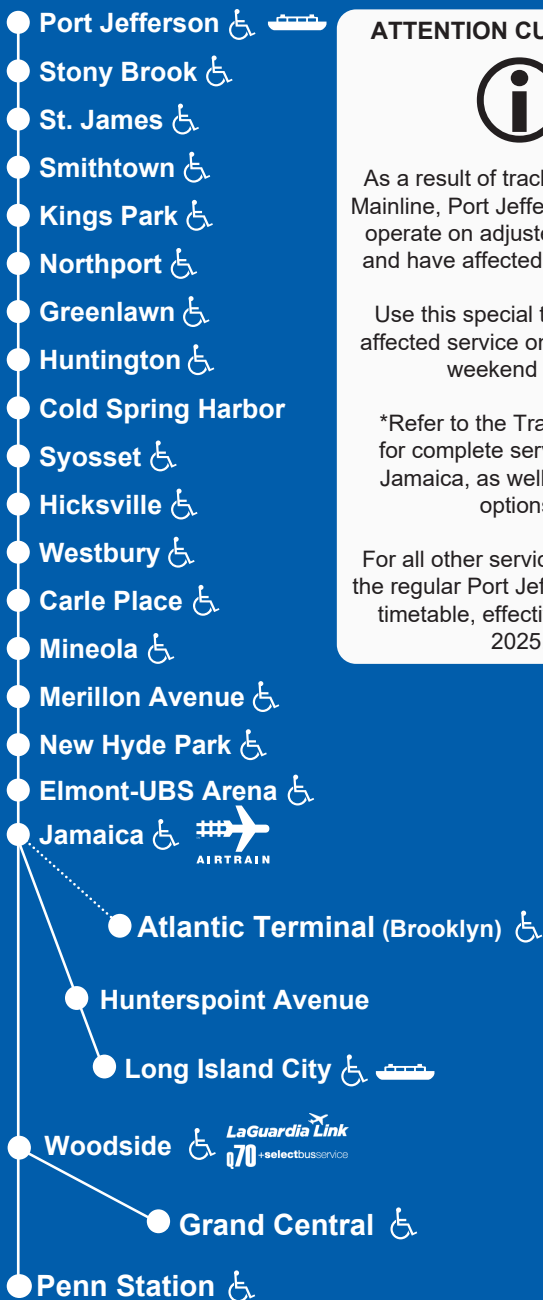 Port Jefferson
Stony Brook
St. James
Smithtown
Kings Park
Northport
Greenlawn
Huntington
Cold Spring Harbor
Syosset
Hicksville
Westbury
Carle Place
Mineola
Merillon Avenue
New Hyde Park
Elmont-UBS Arena
Jamaica
AIRTRAIN
Atlantic Terminal (Brooklyn)
Hunterspoint Avenue
Long Island City
Woodside
LaGuardia Link
Q70 +selectbusservice
Grand Central
Penn Station
ATTENTION CU
As a result of track
Mainline, Port Jeffe
operate on adjuste
and have affected
Use this special t
affected service on
weekend
*Refer to the Tra
for complete serv
Jamaica, as well
options
For all other servic
the regular Port Jef
timetable, effecti
2025